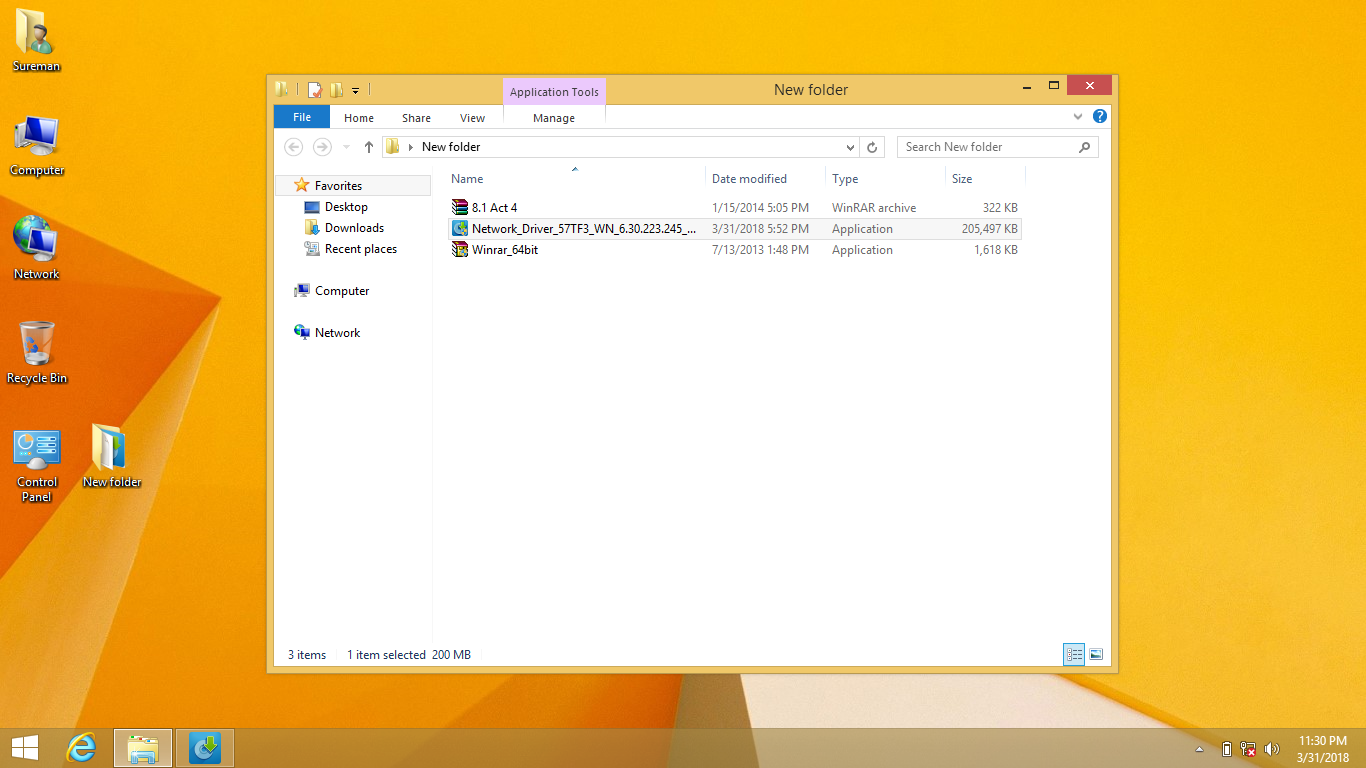 Sureman
Computer
Network
Recycle Bin
Control
Panel
New folder
Application Tools
New folder
File
Home
Share
View
Manage
New folder
Search New folder
Favorites
Desktop
Downloads
Recent places
Computer
Network
Name
Date modified
Type
Size
8.1 Act 4
1/15/2014 5:05 PM
WinRAR archive
322 KB
Network_Driver_57TF3_WN_6.30.223.245_...
3/31/2018 5:52 PM
Application
205,497 KB
Winrar_64bit
7/13/2013 1:48 PM
Application
1,618 KB
3 items
1 item selected 200 MB
11:30 PM
3/31/2018